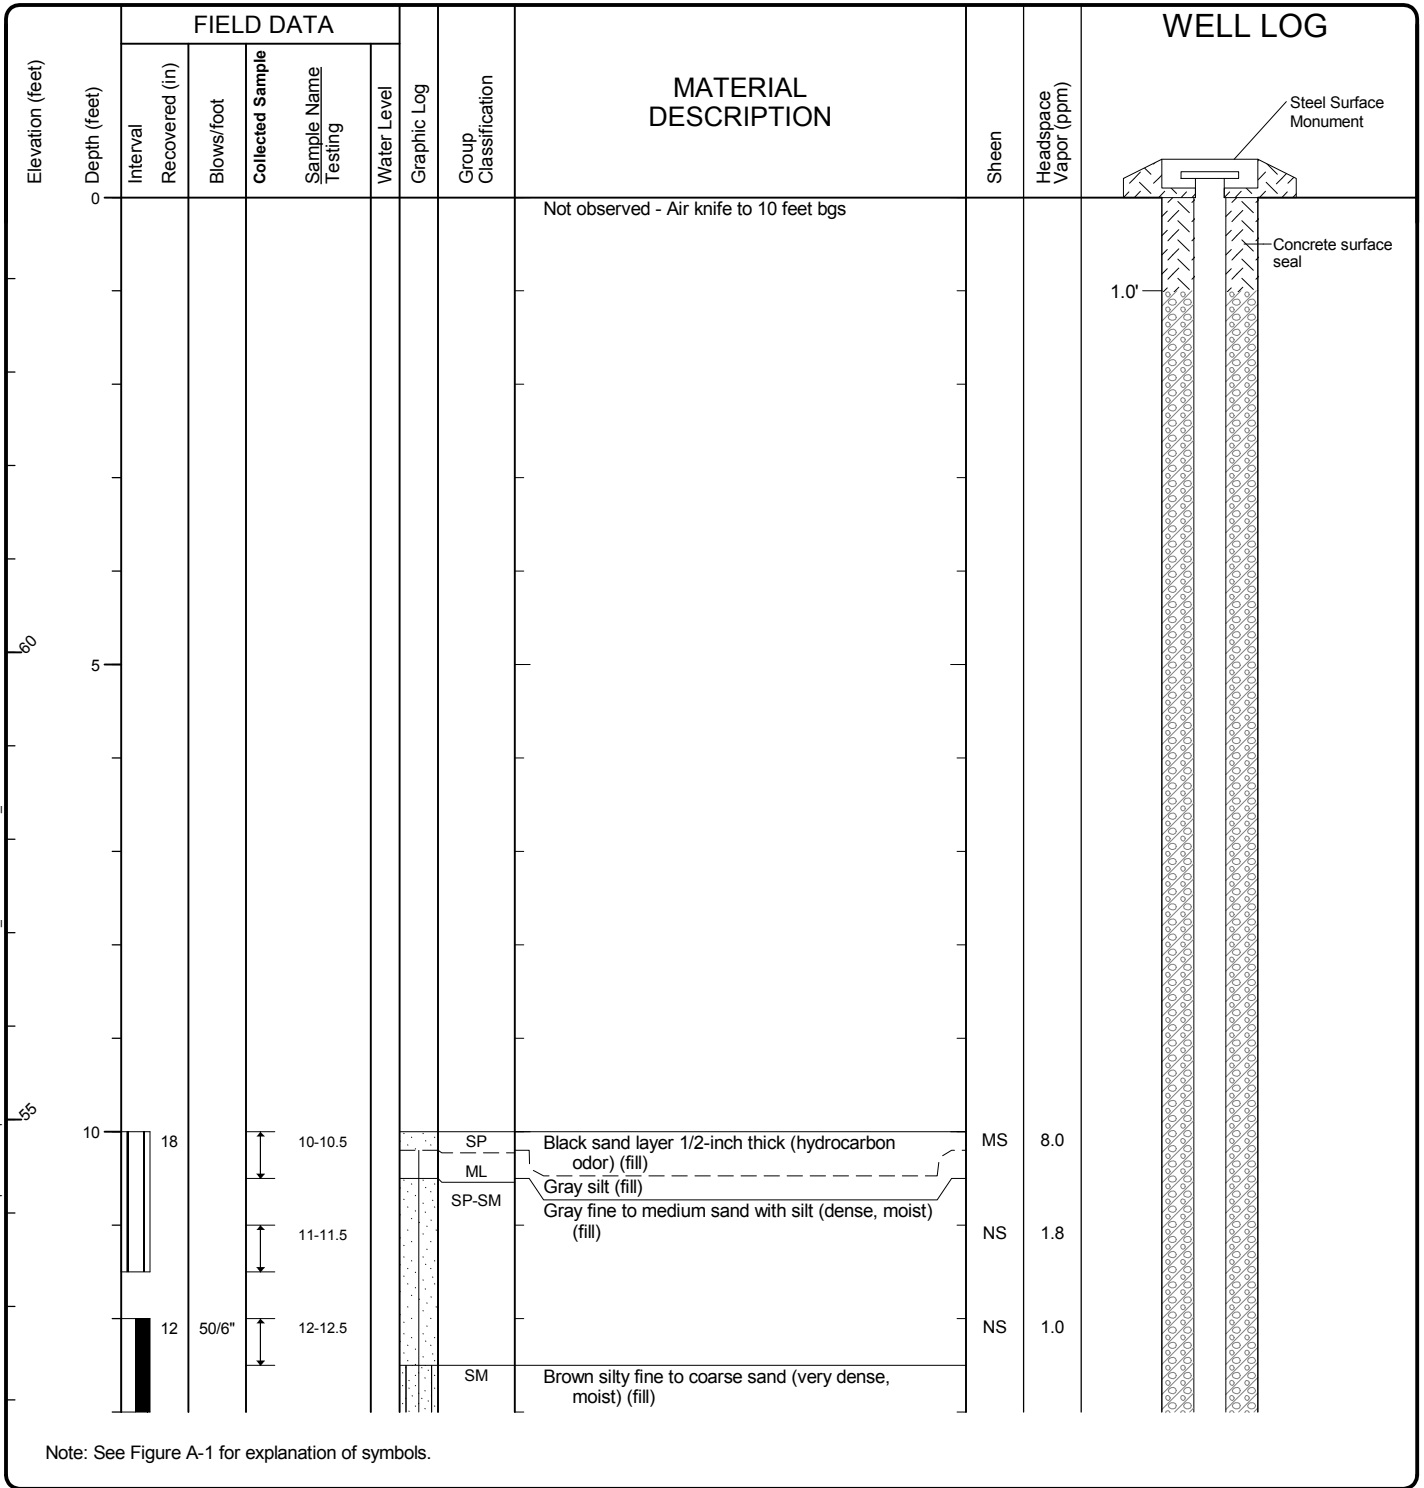 FIELD DATA
WELL LOG
Elevation (feet)
Depth (feet)
Interval
Recovered (in)
Blows/foot
Collected Sample
Sample Name
Testing
Water Level
Graphic Log
Group
Classification
MATERIAL
DESCRIPTION
Sheen
Headspace
Vapor (ppm)
Steel Surface
Monument
0
Not observed - Air knife to 10 feet bgs
Concrete surface
seal
1.0'
60
5
55
10
18
10-10.5
SP
Black sand layer 1/2-inch thick (hydrocarbon
odor) (fill)
MS
8.0
ML
Gray silt (fill)
SP-SM
Gray fine to medium sand with silt (dense, moist)
(fill)
11-11.5
NS
1.8
12
50/6"
12-12.5
NS
1.0
SM
Brown silty fine to coarse sand (very dense,
moist) (fill)
Note: See Figure A-1 for explanation of symbols.